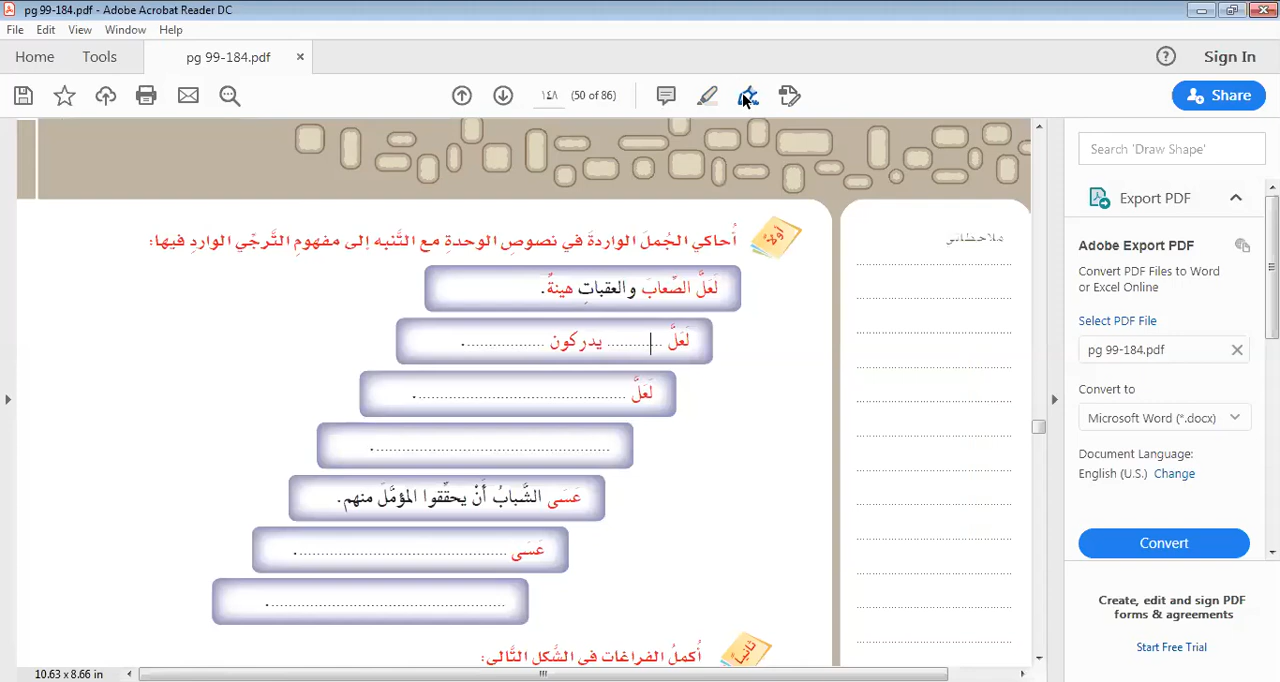 pg 99-184.pdf - Adobe Acrobat Reader DC
File Edit View Window Help
Home Tools pg 99-184.pdf ×
Sign In
١٤٨ (50 of 86)
Share
Search 'Draw Shape'
Export PDF
Adobe Export PDF
Convert PDF Files to Word
or Excel Online
Select PDF File
pg 99-184.pdf
Convert to
Microsoft Word (*.docx)
Document Language:
English (U.S.) Change
Convert
Create, edit and sign PDF
forms & agreements
Start Free Trial
ملاحظاتي
أولاً
أُحاكي الجُملَ الواردةَ في نصوصِ الوحدةِ مع التَّنبه إلى مفهومِ التَّرجِّي الواردِ فيها:
لَعَلَّ الصِّعابَ والعقباتِ هينةٌ.
لَعَلَّ .............. يدركون .................
لَعَلَّ ............................................
.................................................
عَسَى الشَّبابُ أَنْ يحقِّقوا المؤمَّلَ منهم.
عَسَى ............................................
.................................................
ثانياً
أُكملُ الفراغات في الشَّكلِ التَّالي:
10.63 x 8.66 in